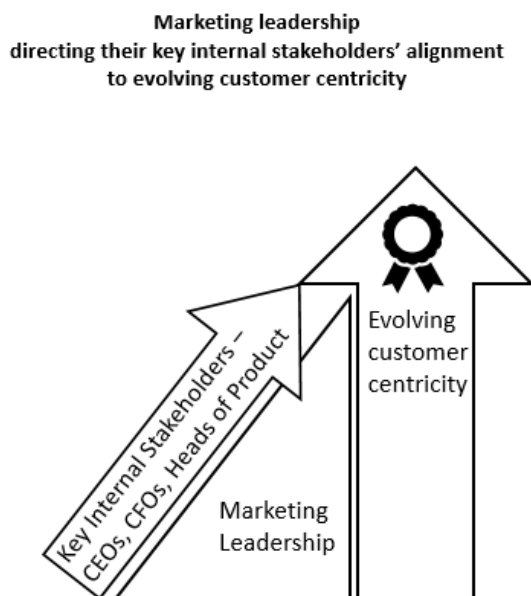 Marketing leadership
directing their key internal stakeholders’ alignment
to evolving customer centricity
Evolving
customer
centricity
Key Internal Stakeholders –
CEOs, CFOs, Heads of Product
Marketing
Leadership